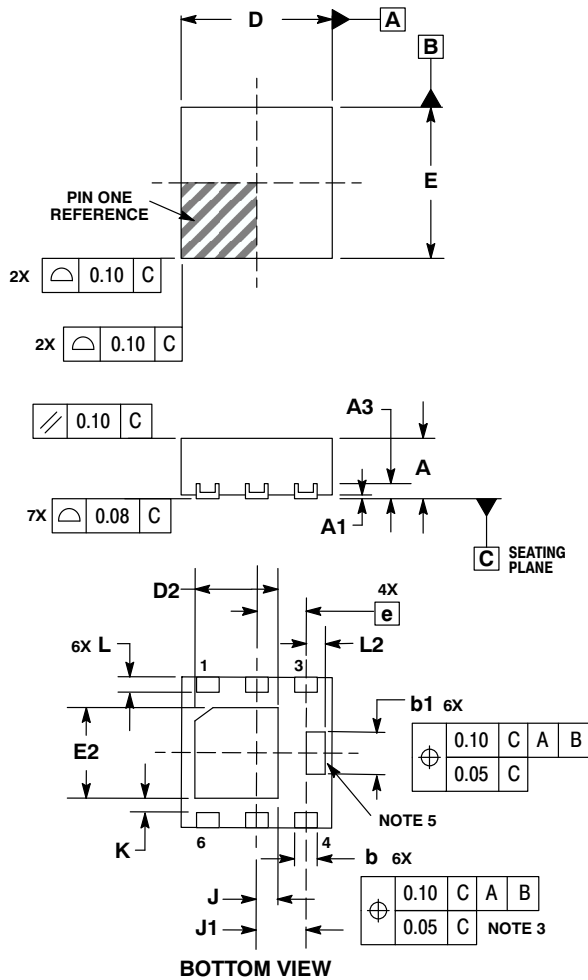 D
A
B
E
PIN ONE
REFERENCE
2X 0.10 C
2X 0.10 C
0.10 C
A3
A
7X 0.08 C
A1
C SEATING
PLANE
D2
4X
e
L2
6X L
1 3
b1 6X
0.10 C A B
0.05 C
E2
NOTE 5
K
6 4
b 6X
0.10 C A B
0.05 C NOTE 3
J
J1
BOTTOM VIEW